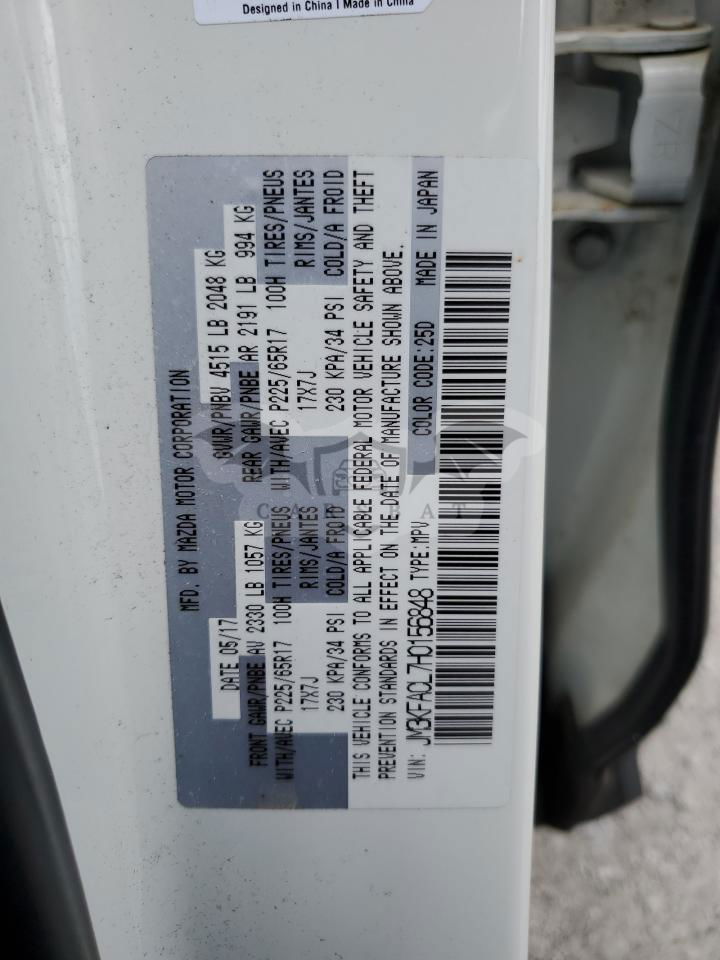 Designed in China | Made in China
MFD. BY MAZDA MOTOR CORPORATION
DATE 05/17 GVWR/PNBV 4515 LB 2048 KG
FRONT GAWR/PNBE AV 2330 LB 1057 KG REAR GAWR/PNBE AR 2191 LB 994 KG
WITH/AVEC P225/65R17 100H TIRES/PNEUS WITH/AVEC P225/65R17 100H TIRES/PNEUS
17X7J RIMS/JANTES 17X7J RIMS/JANTES
230 KPA/34 PSI COLD/A FROID 230 KPA/34 PSI COLD/A FROID
THIS VEHICLE CONFORMS TO ALL APPLICABLE FEDERAL MOTOR VEHICLE SAFETY AND THEFT
PREVENTION STANDARDS IN EFFECT ON THE DATE OF MANUFACTURE SHOWN ABOVE.
VIN: JM3KFACL7H0156848 TYPE:MPV COLOR CODE:25D MADE IN JAPAN
CARSBAT